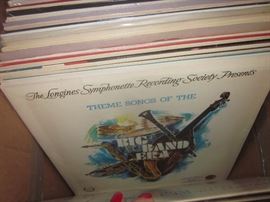 The Longines Symphonette Recording Society Presents
THEME SONGS OF THE
BIG BAND
ERA